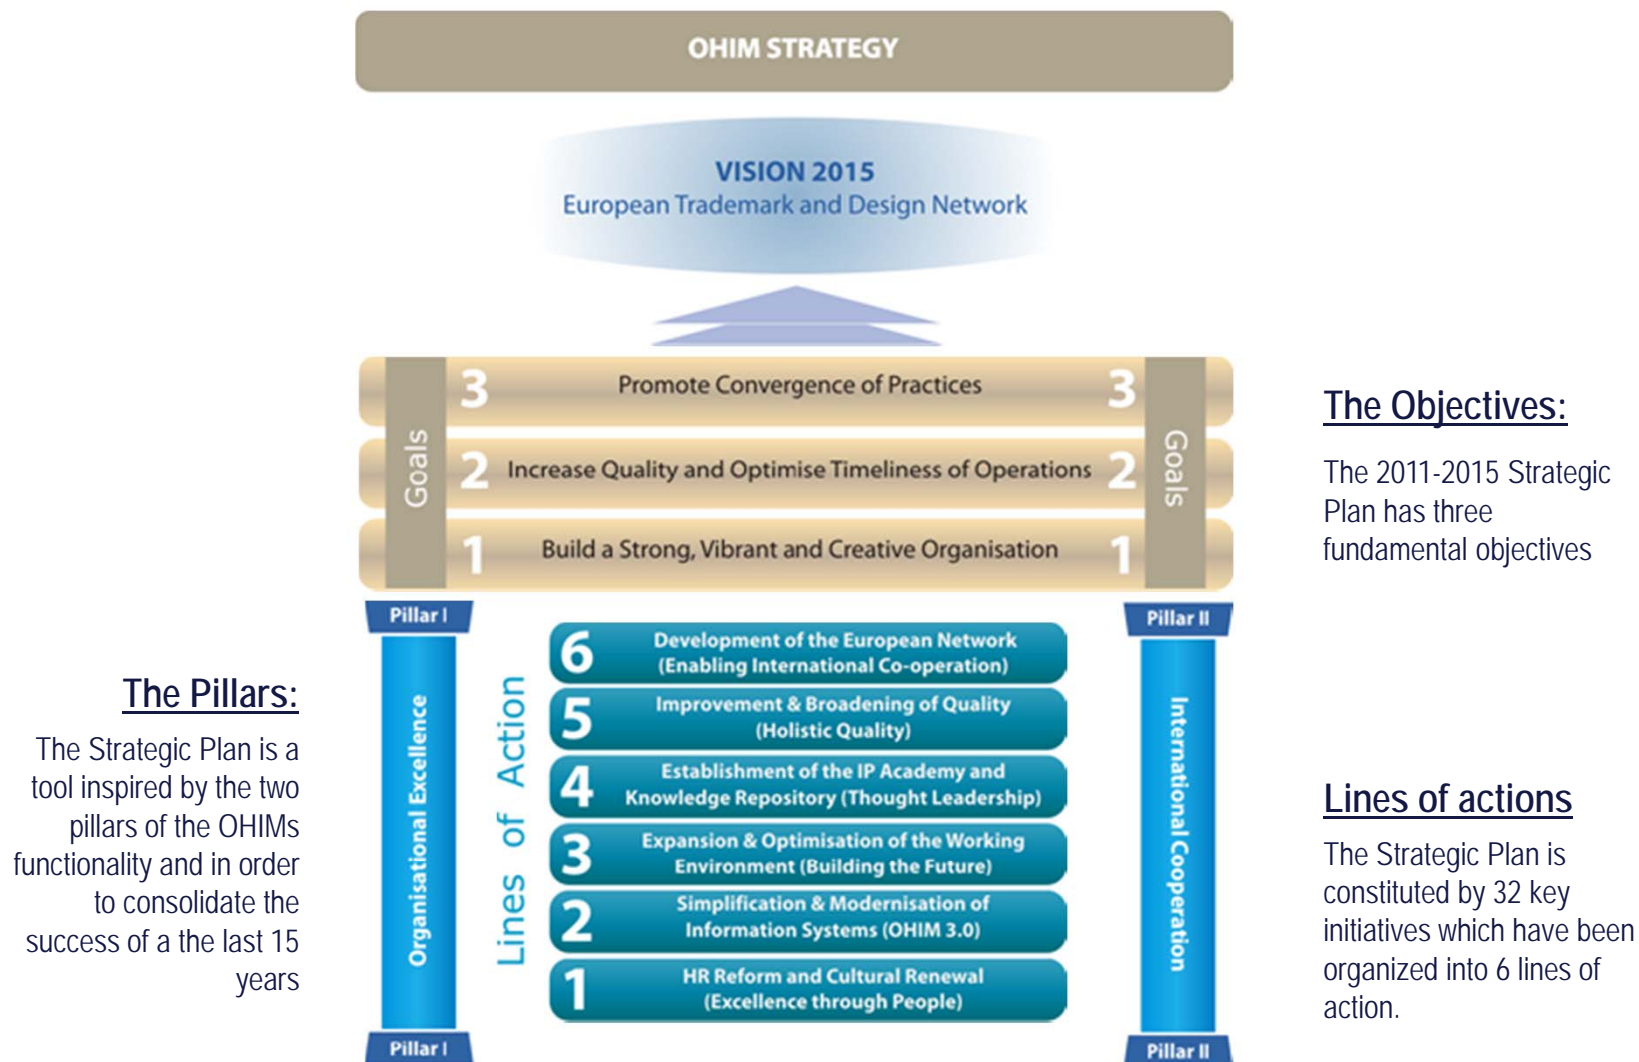 OHIM STRATEGY
VISION 2015
European Trademark and Design Network
Goals
3 Promote Convergence of Practices 3
2 Increase Quality and Optimise Timeliness of Operations 2
1 Build a Strong, Vibrant and Creative Organisation 1
Goals
The Objectives:
The 2011-2015 Strategic
Plan has three
fundamental objectives
Pillar I
Organisational Excellence
Pillar I
The Pillars:
The Strategic Plan is a
tool inspired by the two
pillars of the OHIMs
functionality and in order
to consolidate the
success of a the last 15
years
Lines of Action
6 Development of the European Network
(Enabling International Co-operation)
5 Improvement & Broadening of Quality
(Holistic Quality)
4 Establishment of the IP Academy and
Knowledge Repository (Thought Leadership)
3 Expansion & Optimisation of the Working
Environment (Building the Future)
2 Simplification & Modernisation of
Information Systems (OHIM 3.0)
1 HR Reform and Cultural Renewal
(Excellence through People)
Pillar II
International Cooperation
Pillar II
Lines of actions
The Strategic Plan is
constituted by 32 key
initiatives which have been
organized into 6 lines of
action.